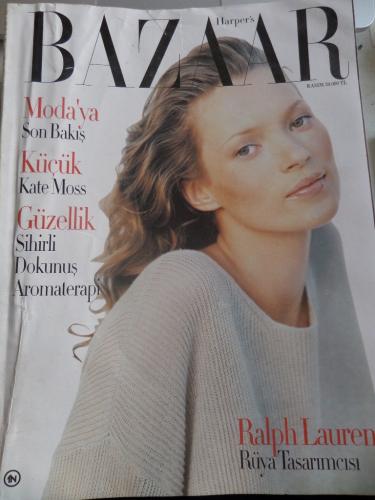 Harper's
BAZAAR
Moda'ya
Son Bakış
Küçük
Kate Moss
Güzellik
Sihirli
Dokunuş
Aromaterapi
Ralph Lauren
Rüya Tasarımcısı